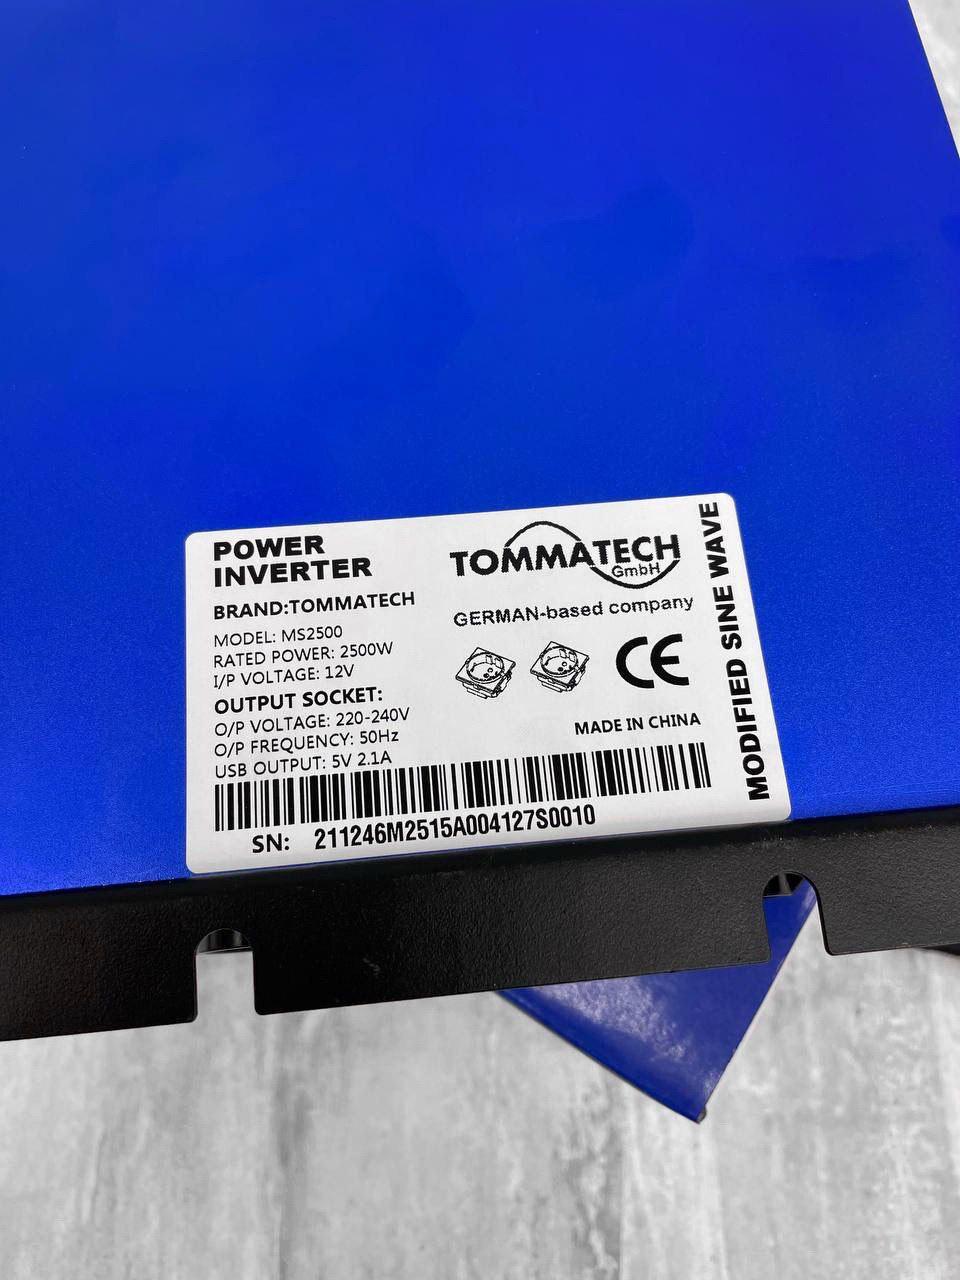 POWER
INVERTER
BRAND:TOMMATECH
MODEL: MS2500
RATED POWER: 2500W
I/P VOLTAGE: 12V
OUTPUT SOCKET:
O/P VOLTAGE: 220-240V
O/P FREQUENCY: 50Hz
USB OUTPUT: 5V 2.1A
TOMMATECH
GmbH
GERMAN-based company
CE
MADE IN CHINA
SN: 211246M2515A004127S0010
MODIFIED SINE WAVE